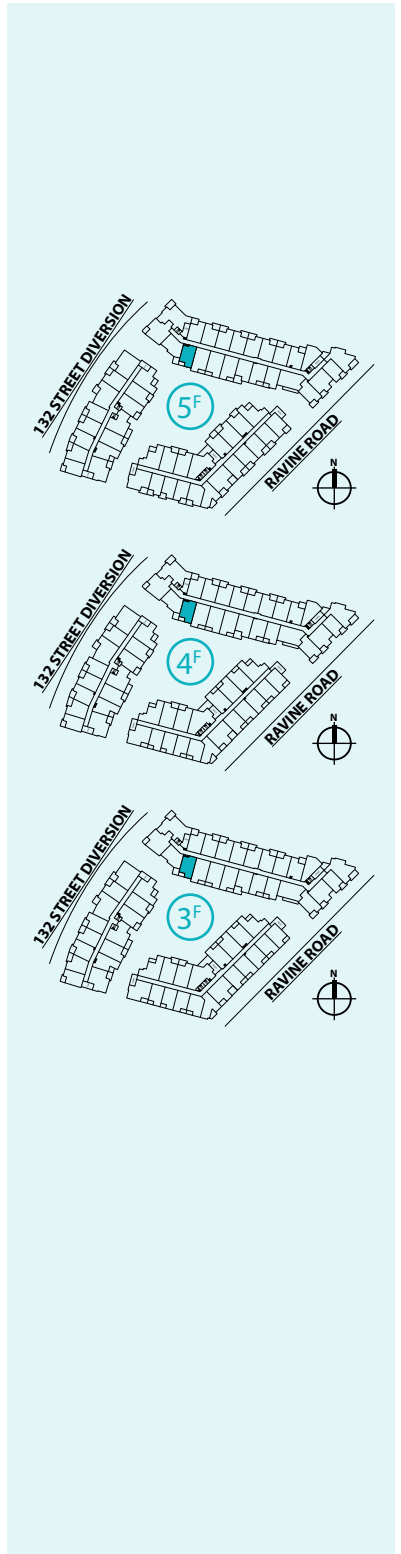 132 STREET DIVERSION
5F
RAVINE ROAD
N
132 STREET DIVERSION
4F
RAVINE ROAD
N
132 STREET DIVERSION
3F
RAVINE ROAD
N